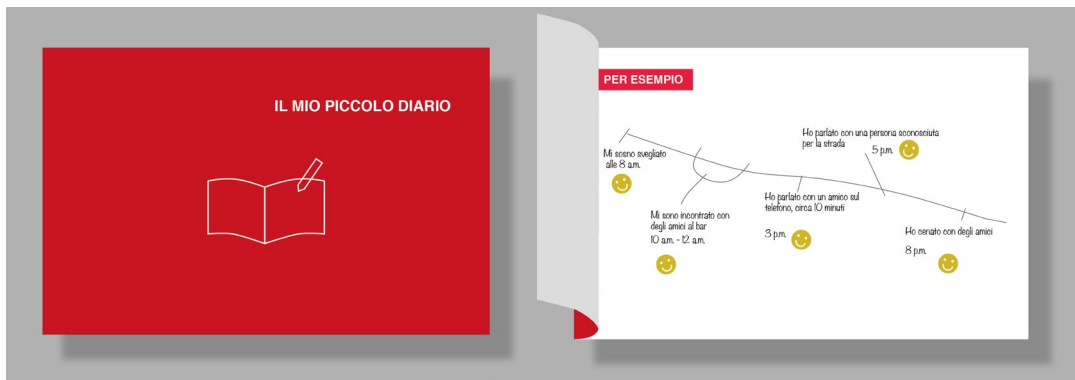 IL MIO PICCOLO DIARIO
PER ESEMPIO
Mi sosno svegliato
alle 8 a.m.
Mi sono incontrato con
degli amici al bar
10 a.m. - 12 a.m.
Ho parlato con un amico sul
telefono, circa 10 minuti
3 p.m.
Ho parlato con una persona sconosciuta
per la strada
5 p.m.
Ho cenato con degli amici
8 p.m.